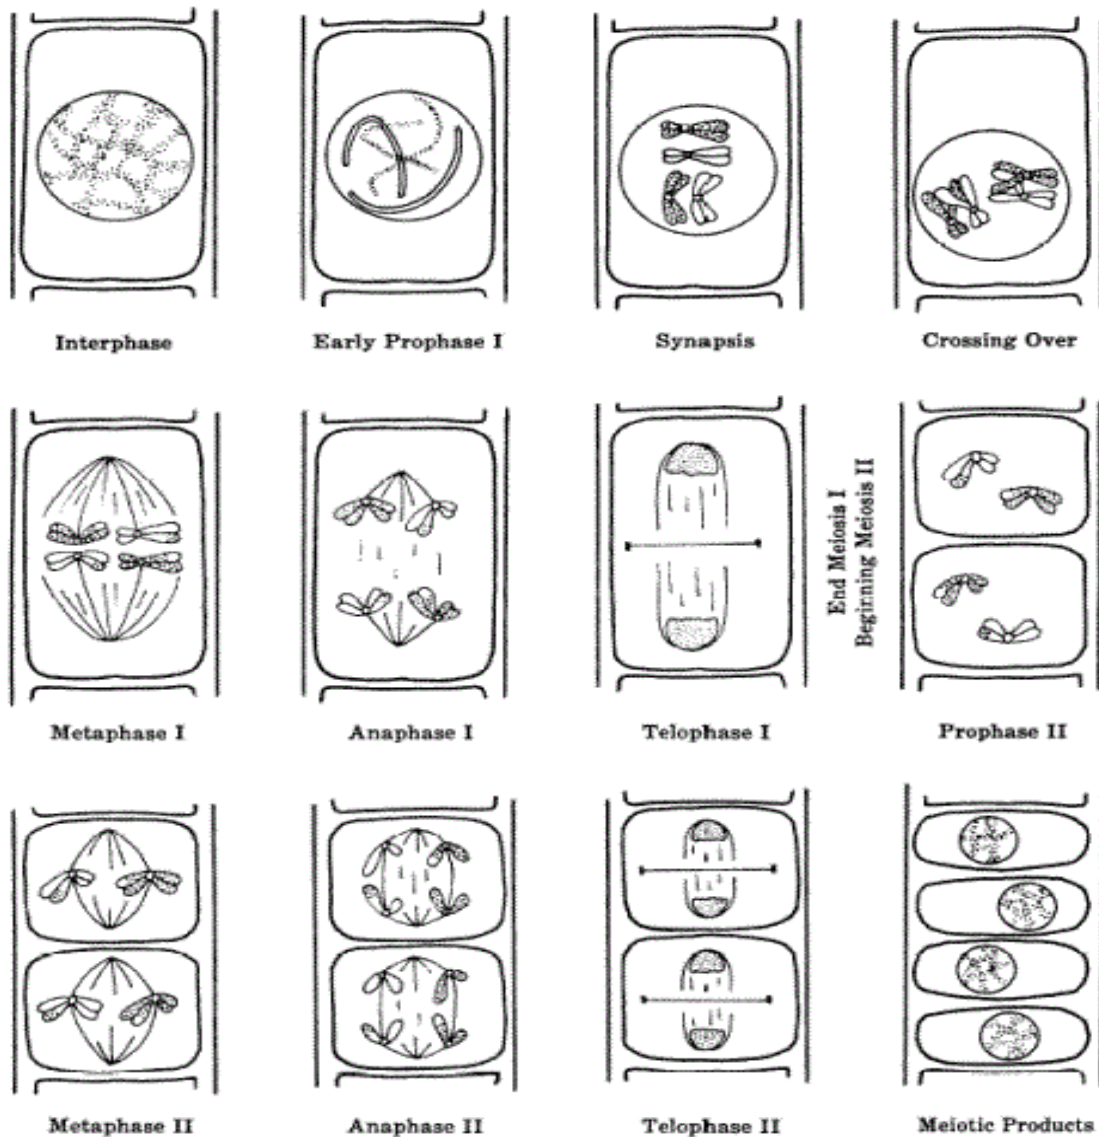 Interphase
Early Prophase I
Synapsis
Crossing Over
Metaphase I
Anaphase I
Telophase I
End Meiosis I
Beginning Meiosis II
Prophase II
Metaphase II
Anaphase II
Telophase II
Meiotic Products